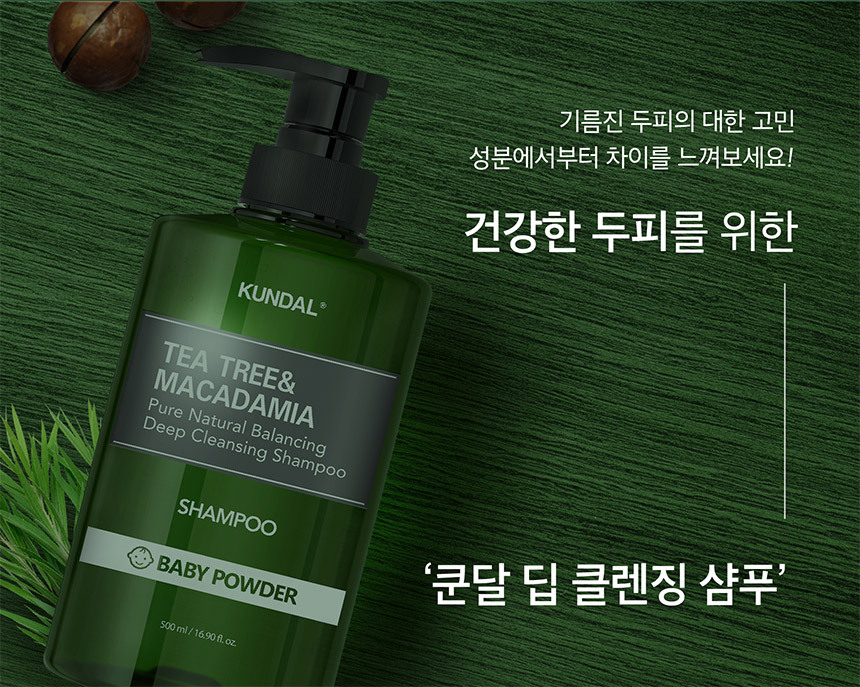 기름진 두피의 대한 고민
성분에서부터 차이를 느껴보세요!
건강한 두피를 위한
‘쿤달 딥 클렌징 샴푸’
KUNDAL®
TEA TREE&
MACADAMIA
Pure Natural Balancing
Deep Cleansing Shampoo
SHAMPOO
BABY POWDER
500 ml / 16.90 fl. oz.